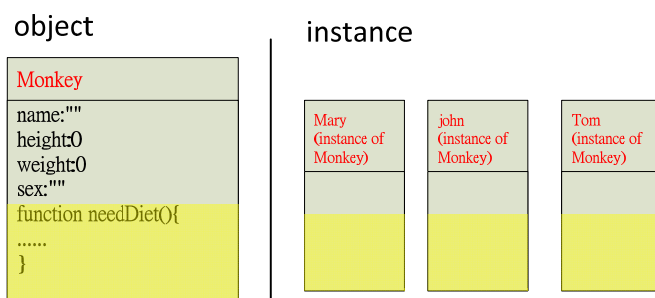 object
Monkey
name:""
height:0
weight:0
sex:""
function needDiet(){
......
}
instance
Mary
(instance of
Monkey)
john
(instance of
Monkey)
Tom
(instance of
Monkey)